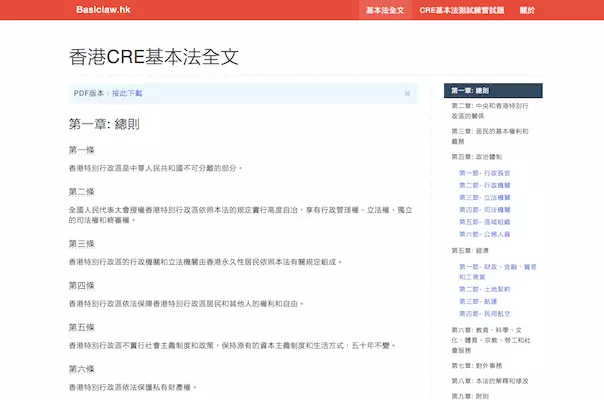 Basiclaw.hk
基本法全文
CRE基本法測試練習試題
關於
香港CRE基本法全文
PDF版本：按此下載
第一章: 總則
第一條
香港特別行政區是中華人民共和國不可分離的部分。
第二條
全國人民代表大會授權香港特別行政區依照本法的規定實行高度自治，享有行政管理權、立法權、獨立
的司法權和終審權。
第三條
香港特別行政區的行政機關和立法機關由香港永久性居民依照本法有關規定組成。
第四條
香港特別行政區依法保障香港特別行政區居民和其他人的權利和自由。
第五條
香港特別行政區不實行社會主義制度和政策，保持原有的資本主義制度和生活方式，五十年不變。
第六條
香港特別行政區依法保護私有財產權。
第一章: 總則
第二章: 中央和香港特別行
政區的關係
第三章: 居民的基本權利和
義務
第四章: 政治體制
第一節- 行政長官
第二節- 行政機關
第三節- 立法機關
第四節- 司法機關
第五節- 區域組織
第六節- 公務人員
第五章: 經濟
第一節- 財政、金融、貿易
和工商業
第二節- 土地契約
第三節- 航運
第四節- 民用航空
第六章: 教育、科學、文
化、體育、宗教、勞工和社
會服務
第七章: 對外事務
第八章: 本法的解釋和修改
第九章: 附則